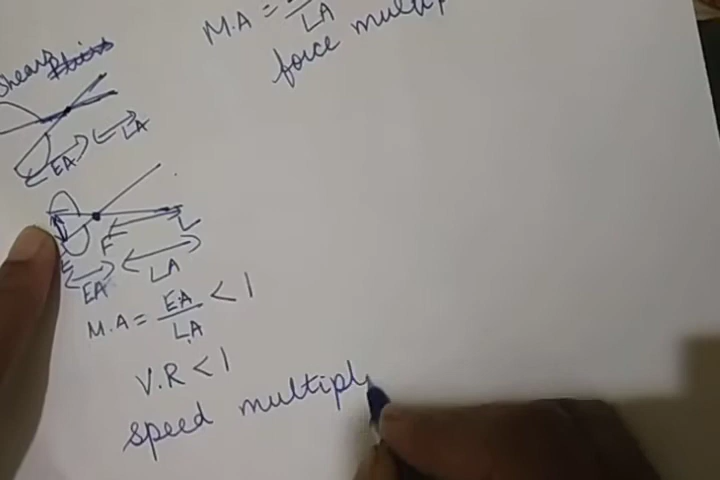 M.A = 
LA
force multip
Shears
EA
LA
F
L
E
EA
LA
M.A = EA < 1
LA
V.R < 1
speed multipl